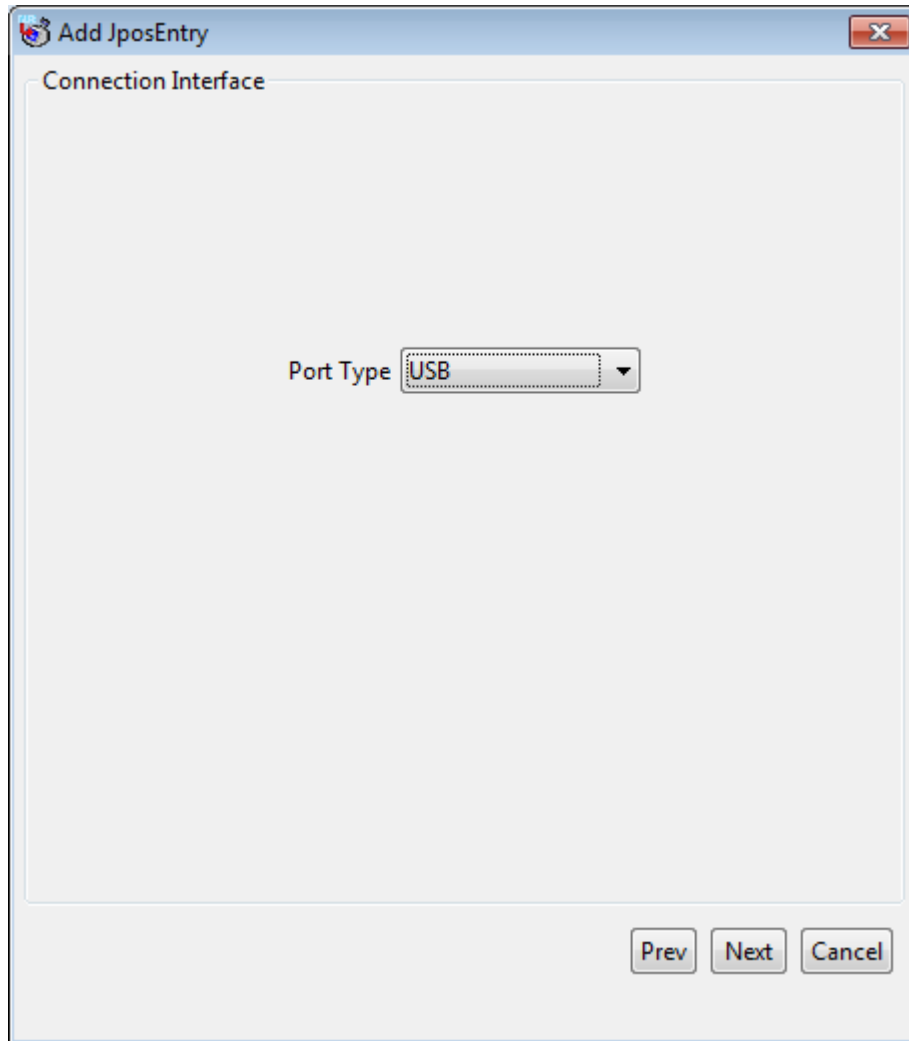 Add JposEntry
Connection Interface
Port Type USB
Prev Next Cancel